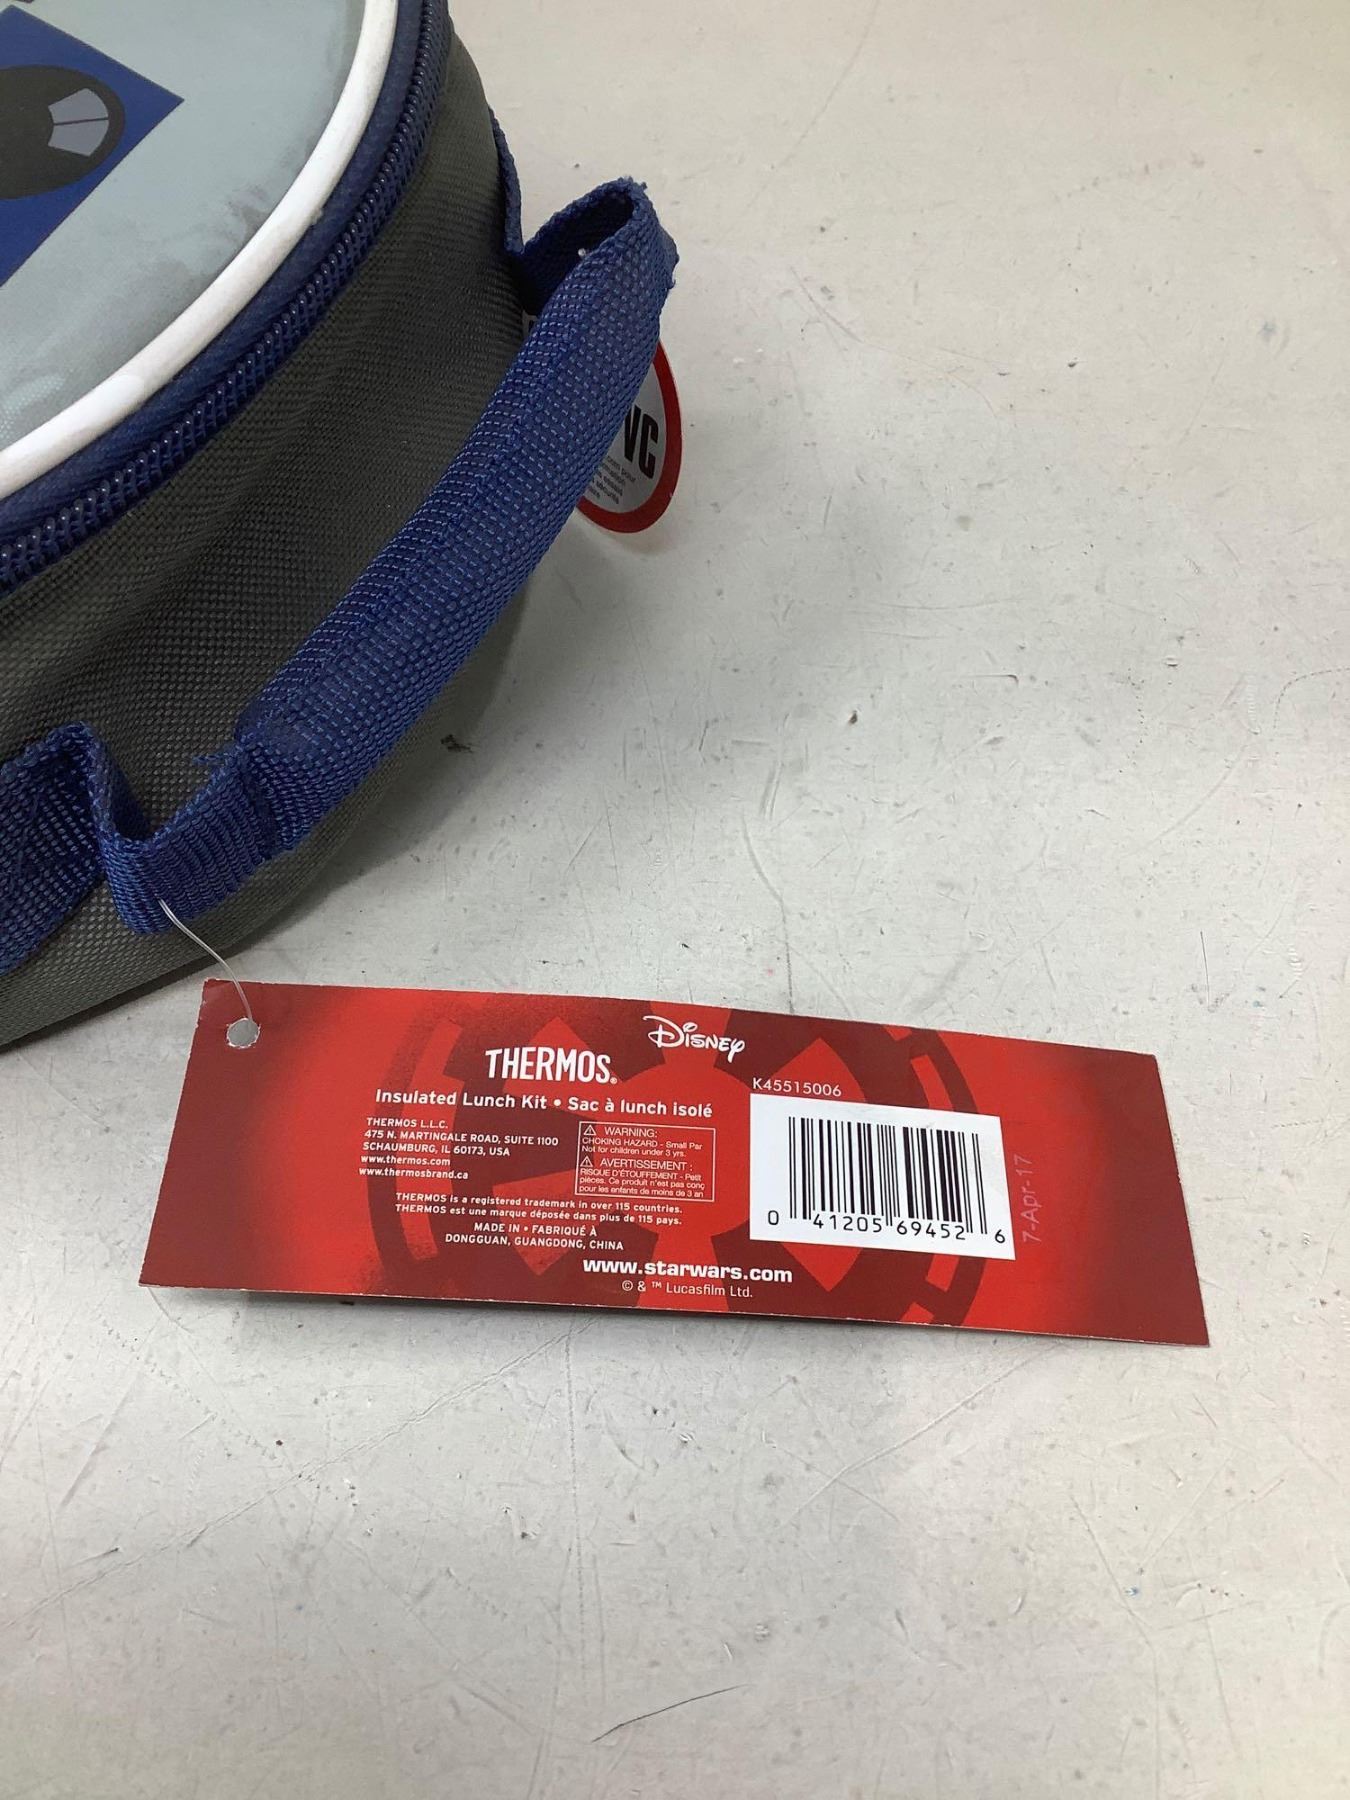 VC
THERMOS®
Disney
Insulated Lunch Kit • Sac à lunch isolé
THERMOS L.L.C.
475 N. MARTINGALE ROAD, SUITE 1100
SCHAUMBURG, IL 60173, USA
www.thermos.com
www.thermosbrand.ca
⚠ WARNING:
CHOKING HAZARD - Small Par
Not for children under 3 yrs.
⚠ AVERTISSEMENT :
RISQUE D'ÉTOUFFEMENT - Petit
pièces. Ce produit n'est pas conç
pour les enfants de moins de 3 an
THERMOS is a registered trademark in over 115 countries.
THERMOS est une marque déposée dans plus de 115 pays.
MADE IN • FABRIQUÉ À
DONGGUAN, GUANGDONG, CHINA
www.starwars.com
© & ™ Lucasfilm Ltd.
K45515006
0 41205 69452 6
7-Apr-17